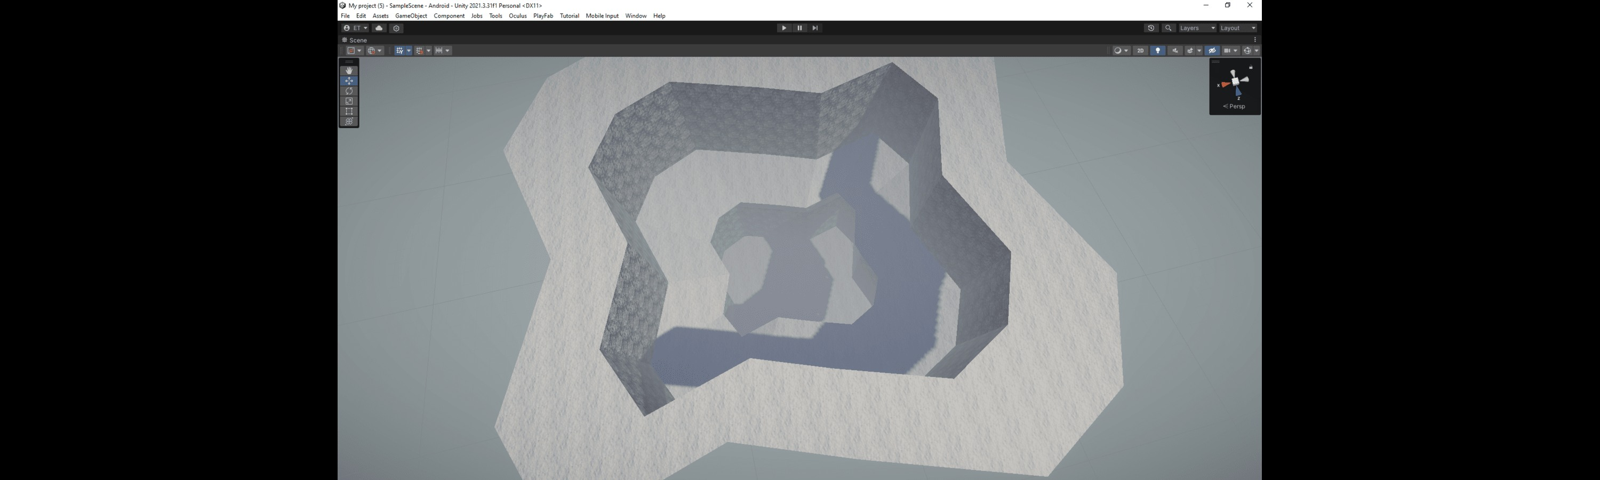 My project (5) - SampleScene - Android - Unity 2021.3.31f1 Personal <DX11>
File Edit Assets GameObject Component Jobs Tools Oculus PlayFab Tutorial Mobile Input Window Help
ET Layers Layout
Scene
2D
Persp